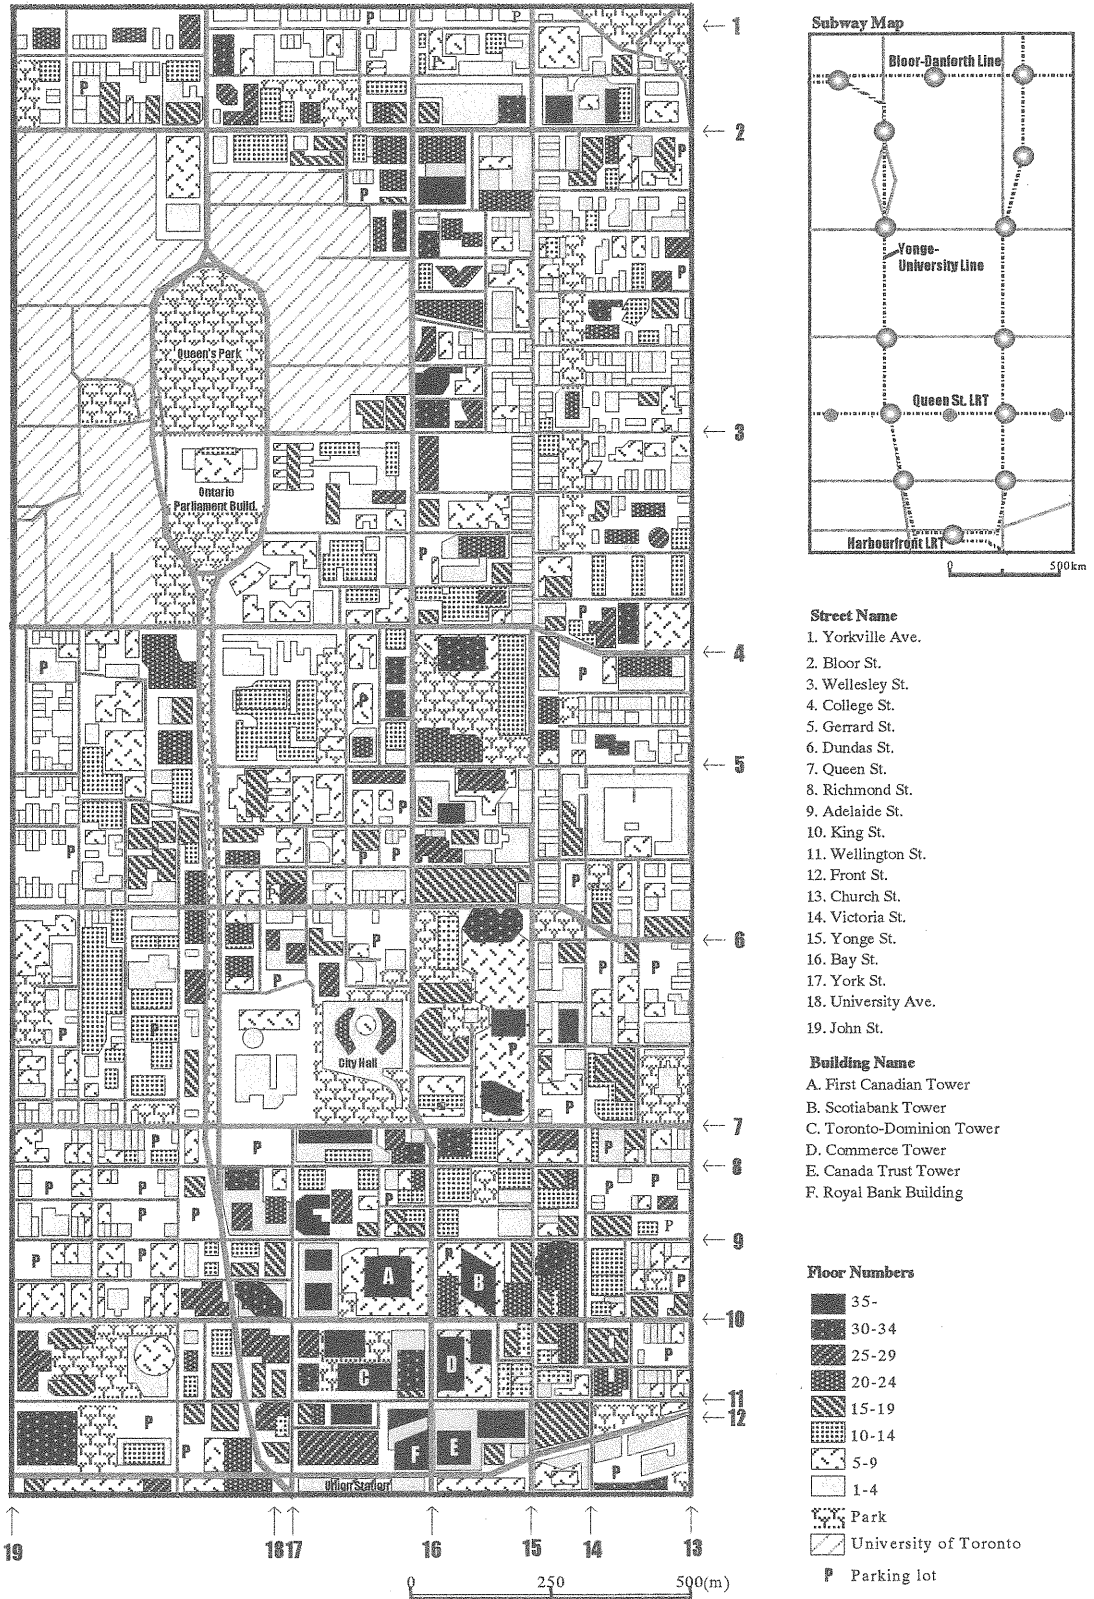 Subway Map
Bloor-Danforth Line
Yonge-
University Line
Queen St. LRT
Harbourfront LRT
0 500km
Street Name
1. Yorkville Ave.
2. Bloor St.
3. Wellesley St.
4. College St.
5. Gerrard St.
6. Dundas St.
7. Queen St.
8. Richmond St.
9. Adelaide St.
10. King St.
11. Wellington St.
12. Front St.
13. Church St.
14. Victoria St.
15. Yonge St.
16. Bay St.
17. York St.
18. University Ave.
19. John St.
Building Name
A. First Canadian Tower
B. Scotiabank Tower
C. Toronto-Dominion Tower
D. Commerce Tower
E. Canada Trust Tower
F. Royal Bank Building
Floor Numbers
35-
30-34
25-29
20-24
15-19
10-14
5-9
1-4
Park
University of Toronto
P Parking lot
Queen's Park
Ontario
Parliament Build.
City Hall
A
B
C
D
E
F
Union Station
1
2
3
4
5
6
7
8
9
10
11
12
19 18 17 16 15 14 13
0 250 500(m)